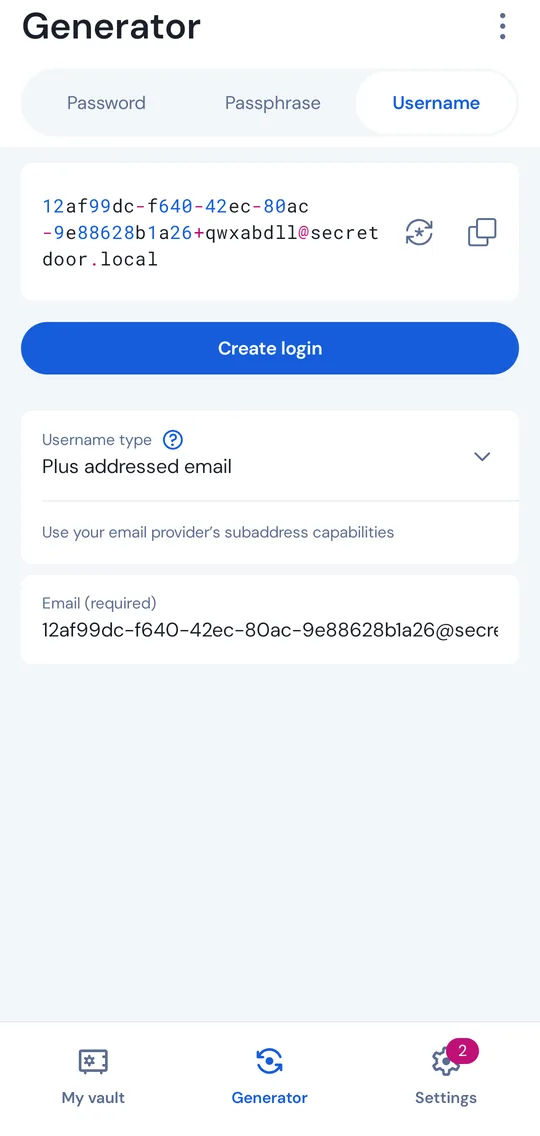 Generator
Password
Passphrase
Username
12af99dc-f640-42ec-80ac
-9e88628b1a26+qwxabdll@secret
door.local
Create login
Username type
Plus addressed email
Use your email provider's subaddress capabilities
Email (required)
12af99dc-f640-42ec-80ac-9e88628b1a26@secre
My vault
Generator
2
Settings